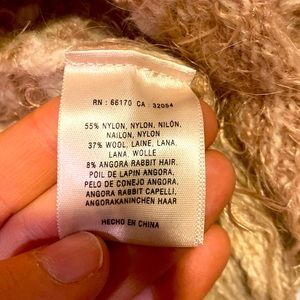 RN : 66170 CA : 32054
55% NYLON, NYLON, NILÓN,
NAILON, NYLON
37% WOOL, LAINE, LANA,
LANA, WOLLE
8% ANGORA RABBIT HAIR,
POIL DE LAPIN ANGORA,
PELO DE CONEJO ANGORA,
ANGORA RABBIT CAPELLI,
ANGORAKANINCHEN HAAR
HECHO EN CHINA